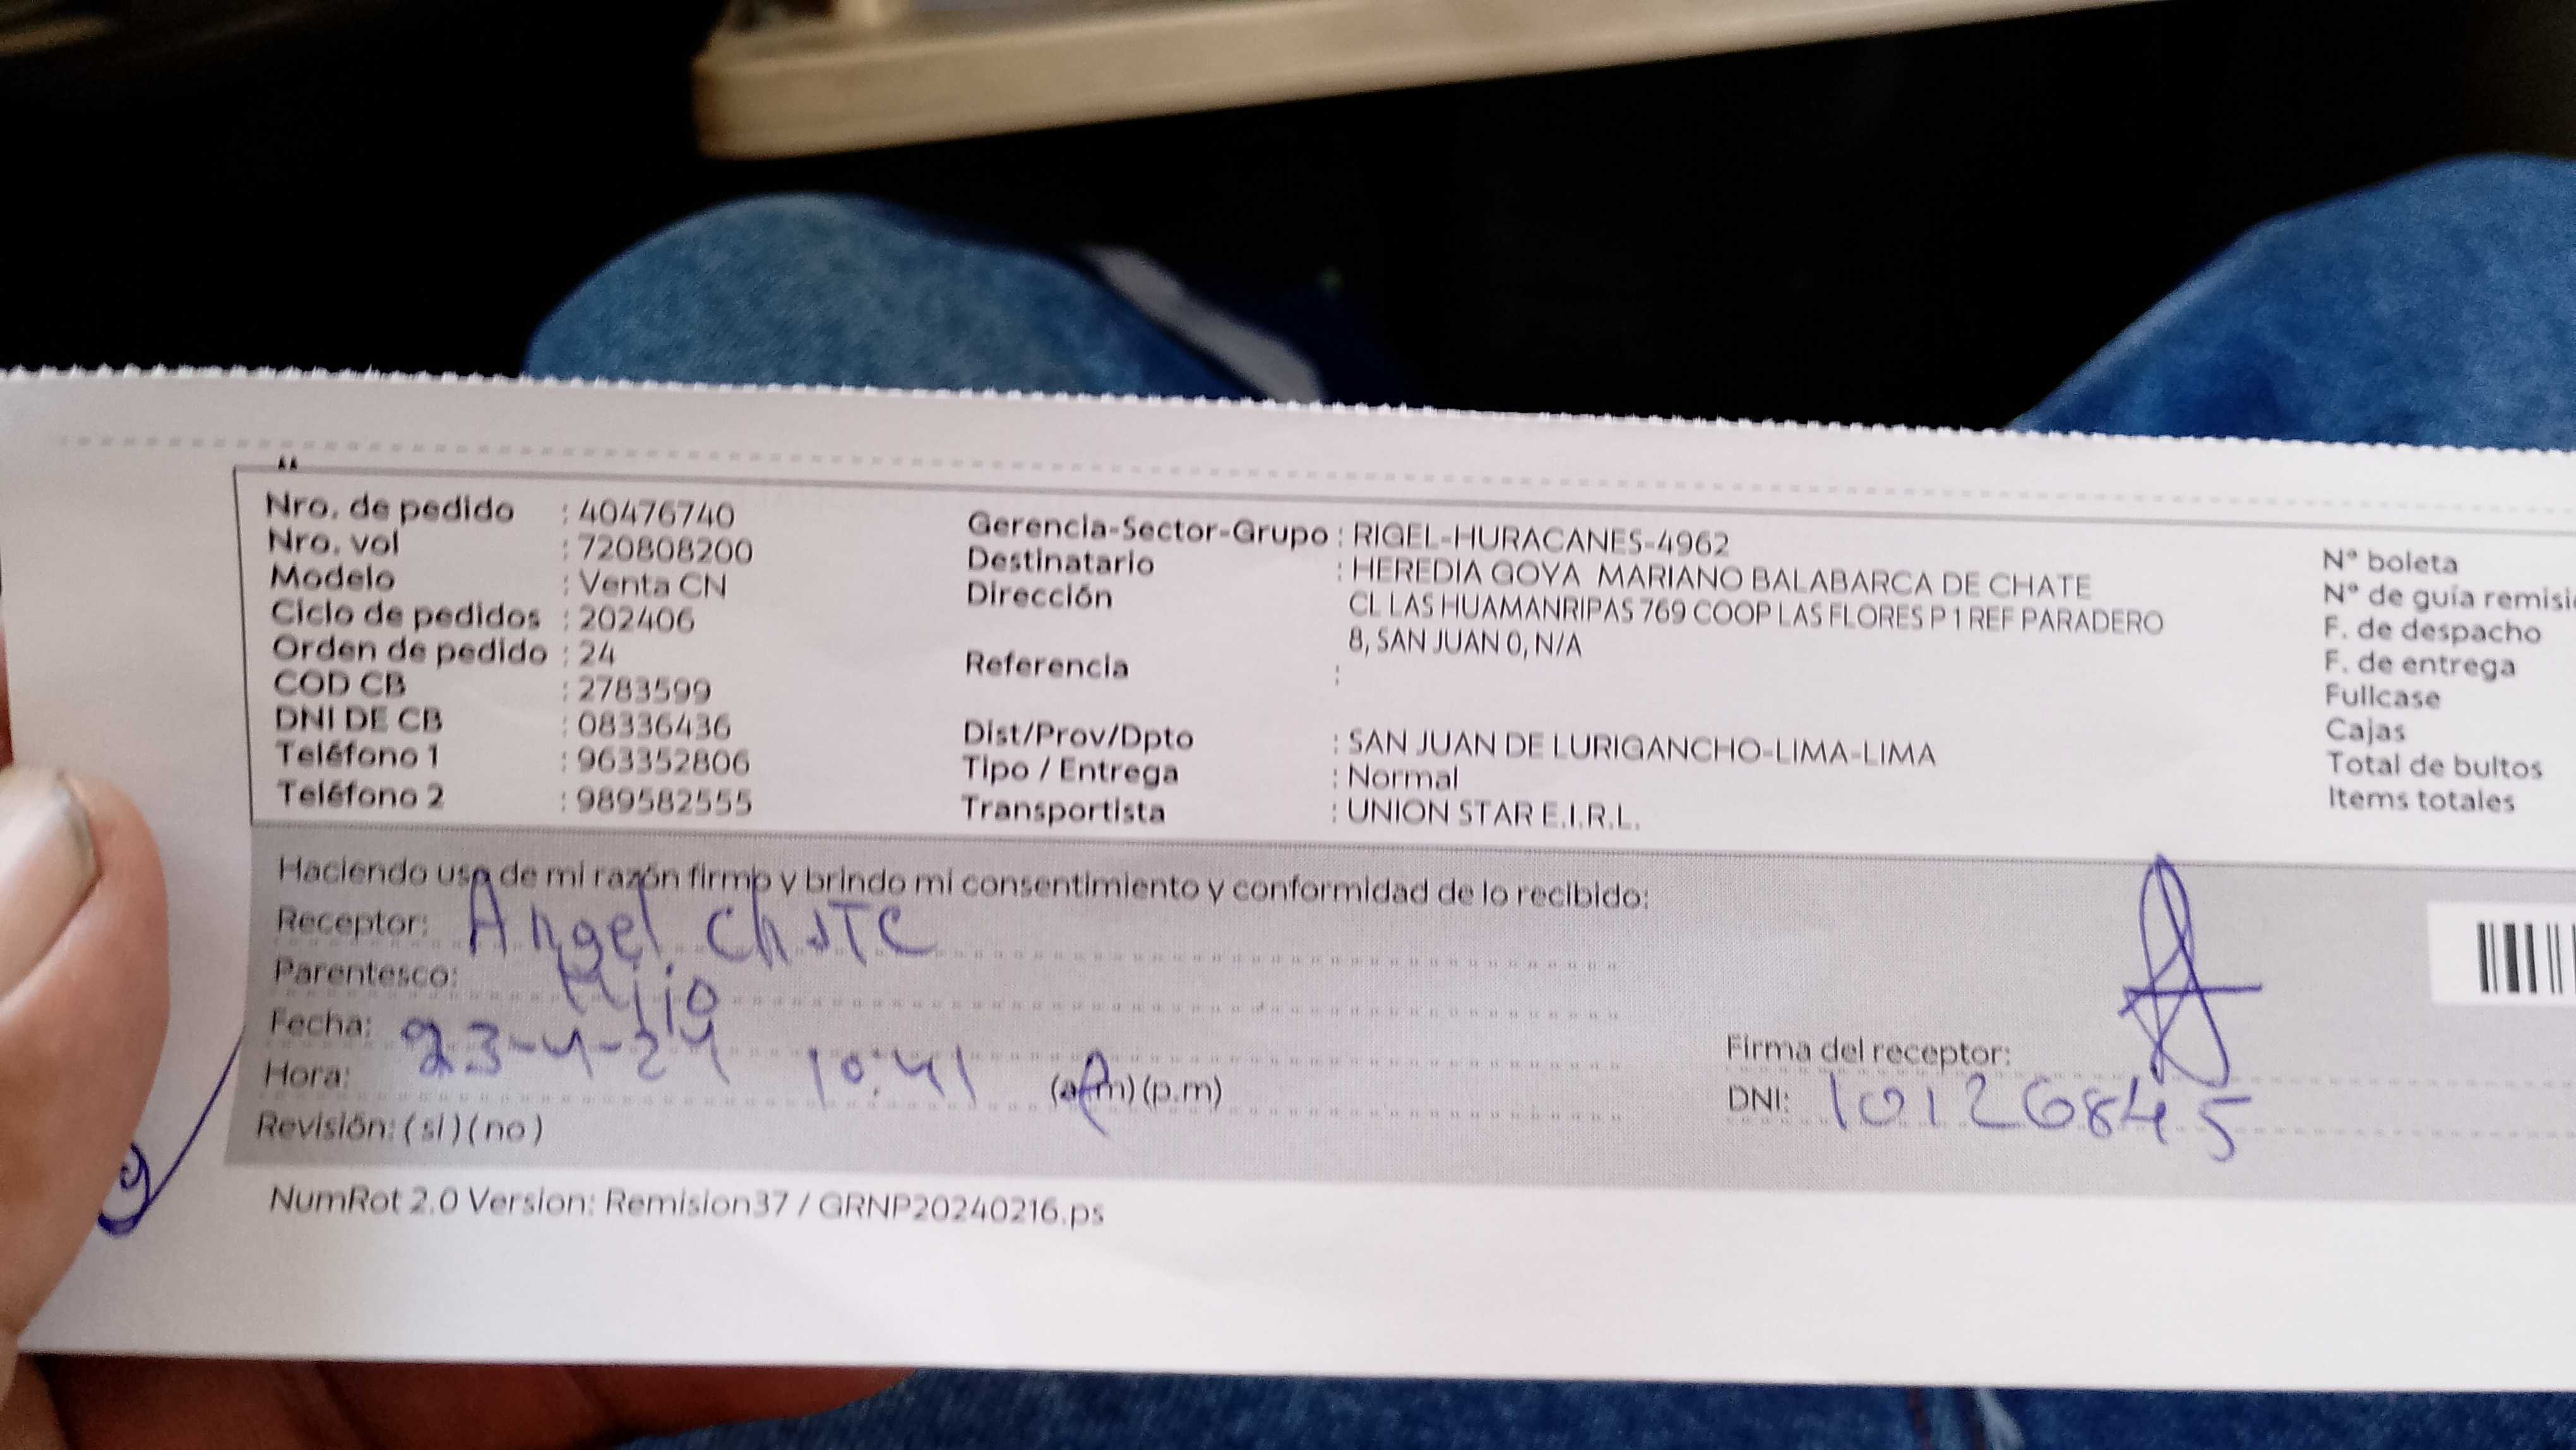 Nro. de pedido : 40476740
Nro. vol : 720808200
Modelo : Venta CN
Ciclo de pedidos : 202406
Orden de pedido : 24
COD CB : 2783599
DNI DE CB : 08336436
Teléfono 1 : 963352806
Teléfono 2 : 989582555
Gerencia-Sector-Grupo : RIGEL-HURACANES-4962
Destinatario : HEREDIA GOYA MARIANO BALABARCA DE CHATE
Dirección CL LAS HUAMANRIPAS 769 COOP LAS FLORES P 1 REF PARADERO
8, SAN JUAN 0, N/A
Referencia :
Dist/Prov/Dpto : SAN JUAN DE LURIGANCHO-LIMA-LIMA
Tipo / Entrega : Normal
Transportista : UNION STAR E.I.R.L.
N° boleta
N° de guía remisi
F. de despacho
F. de entrega
Fullcase
Cajas
Total de bultos
Items totales
Haciendo uso de mi razón firmo y brindo mi consentimiento y conformidad de lo recibido:
Receptor: Angel Chate
Parentesco: Hijo
Fecha: 23-4-24
Hora: 10:41 (a.m) (p.m)
Revisión: ( si ) ( no )
Firma del receptor:
DNI: 10126845
NumRot 2.0 Version: Remision37 / GRNP20240216.ps